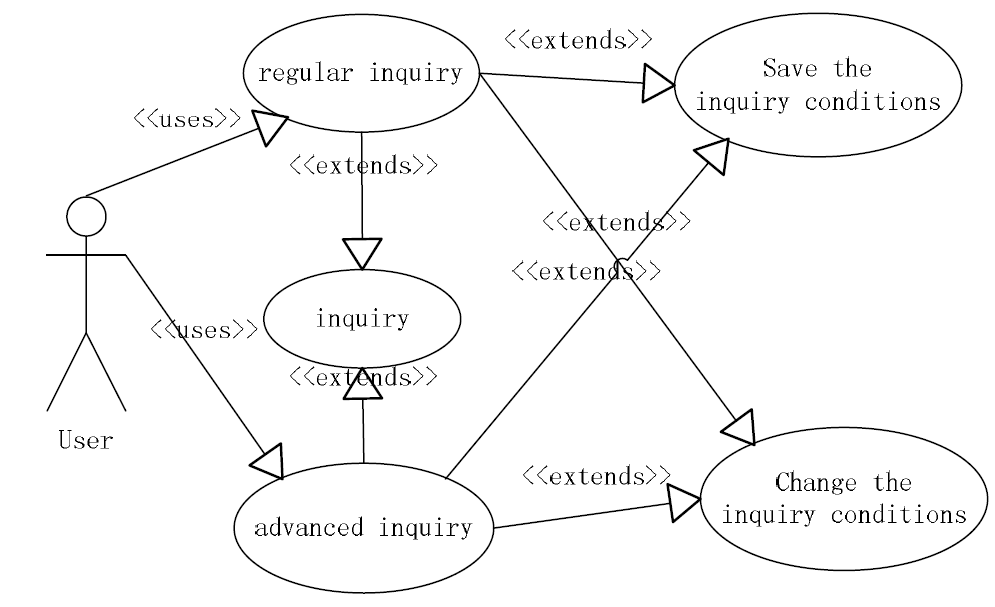 <<extends>>
Save the
inquiry conditions
regular inquiry
<<uses>>
<<extends>>
<<extends>>
<<extends>>
inquiry
<<uses>>
<<extends>>
User
<<extends>>
Change the
inquiry conditions
advanced inquiry